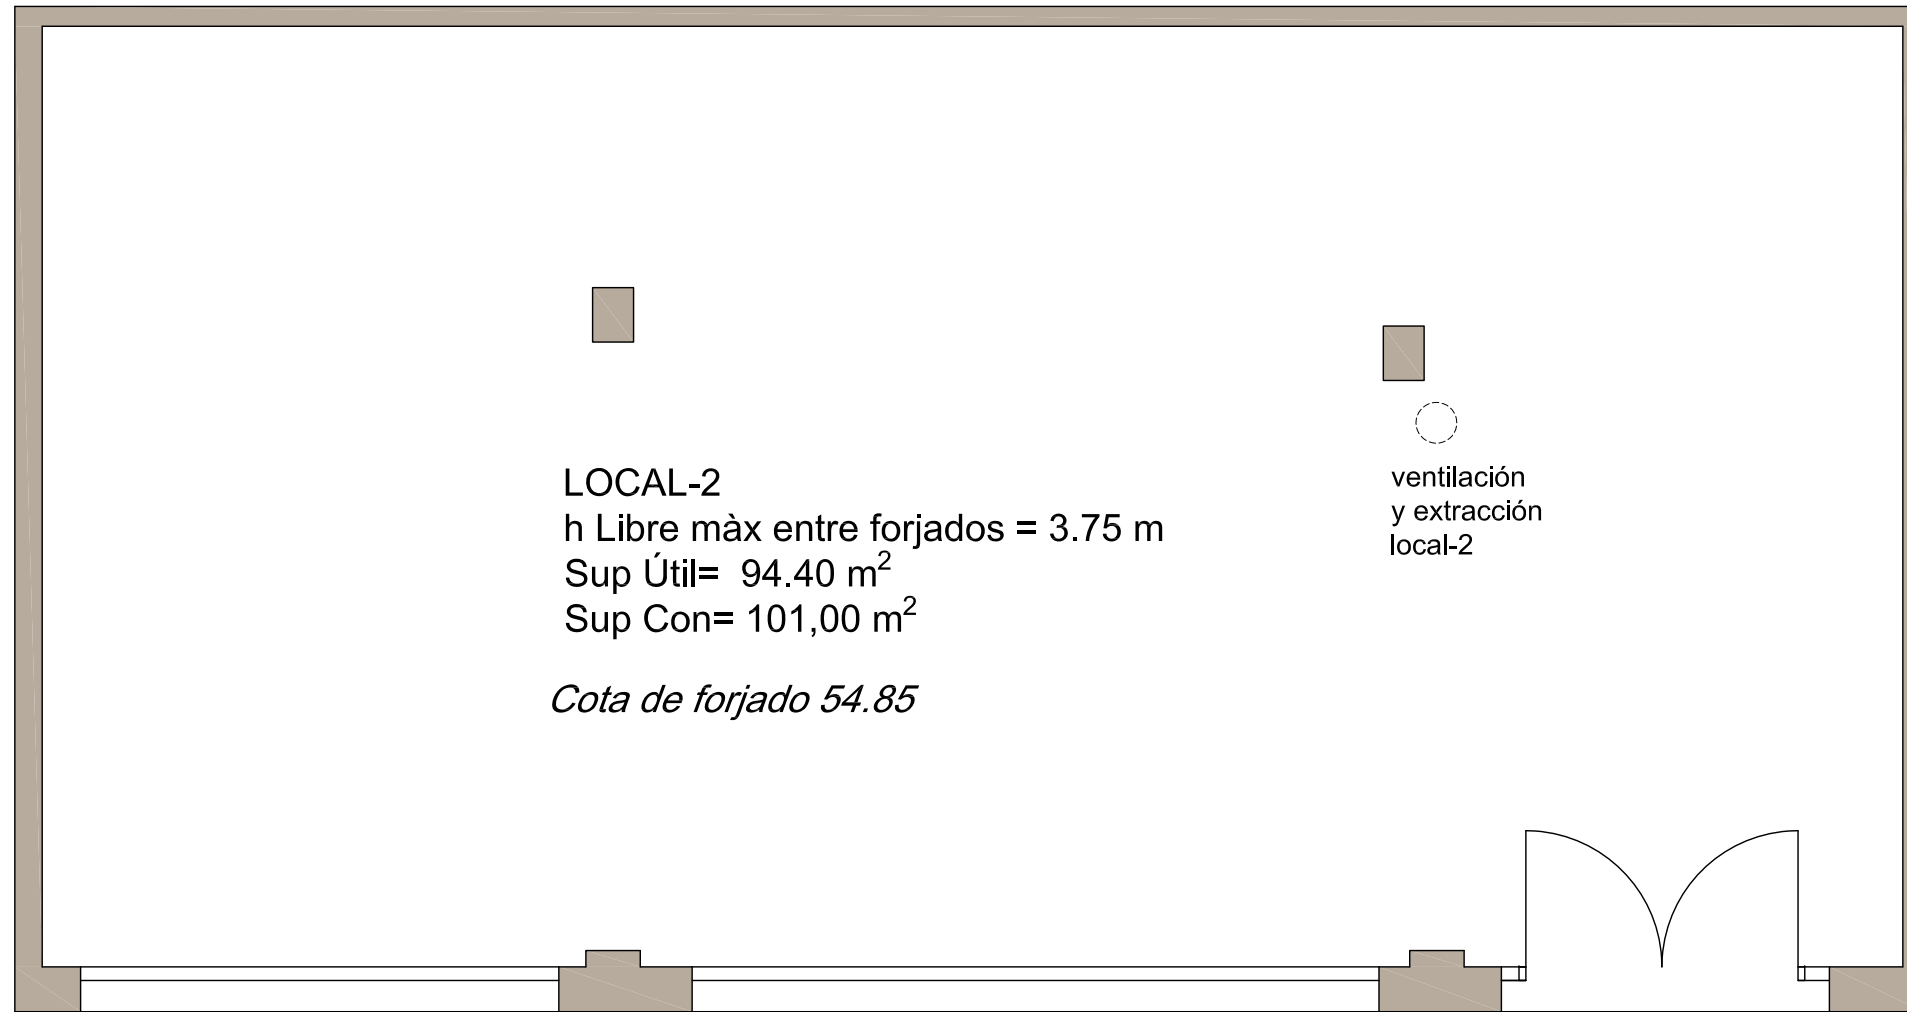 LOCAL-2
h Libre màx entre forjados = 3.75 m
Sup Útil=  94.40 m²
Sup Con= 101,00 m²
Cota de forjado 54.85
ventilación
y extracción
local-2